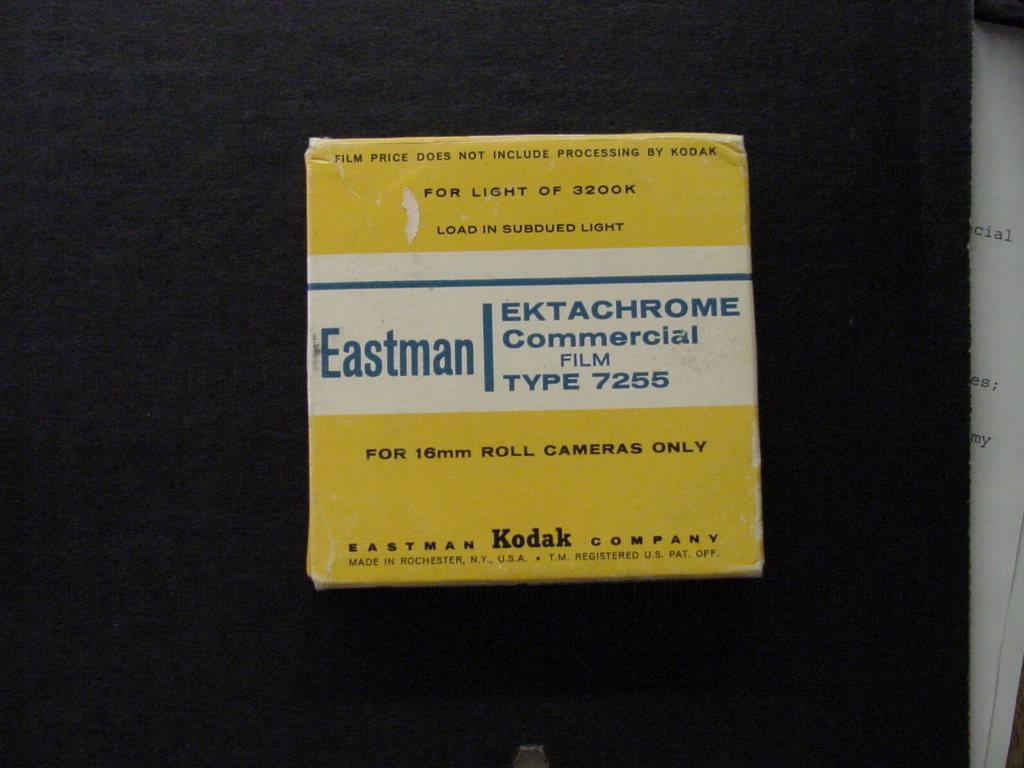 FILM PRICE DOES NOT INCLUDE PROCESSING BY KODAK
FOR LIGHT OF 3200K
LOAD IN SUBDUED LIGHT
Eastman
EKTACHROME
Commercial
FILM
TYPE 7255
FOR 16mm ROLL CAMERAS ONLY
EASTMAN Kodak COMPANY
MADE IN ROCHESTER, N.Y., U.S.A. • T.M. REGISTERED U.S. PAT. OFF.
cial
es;
my